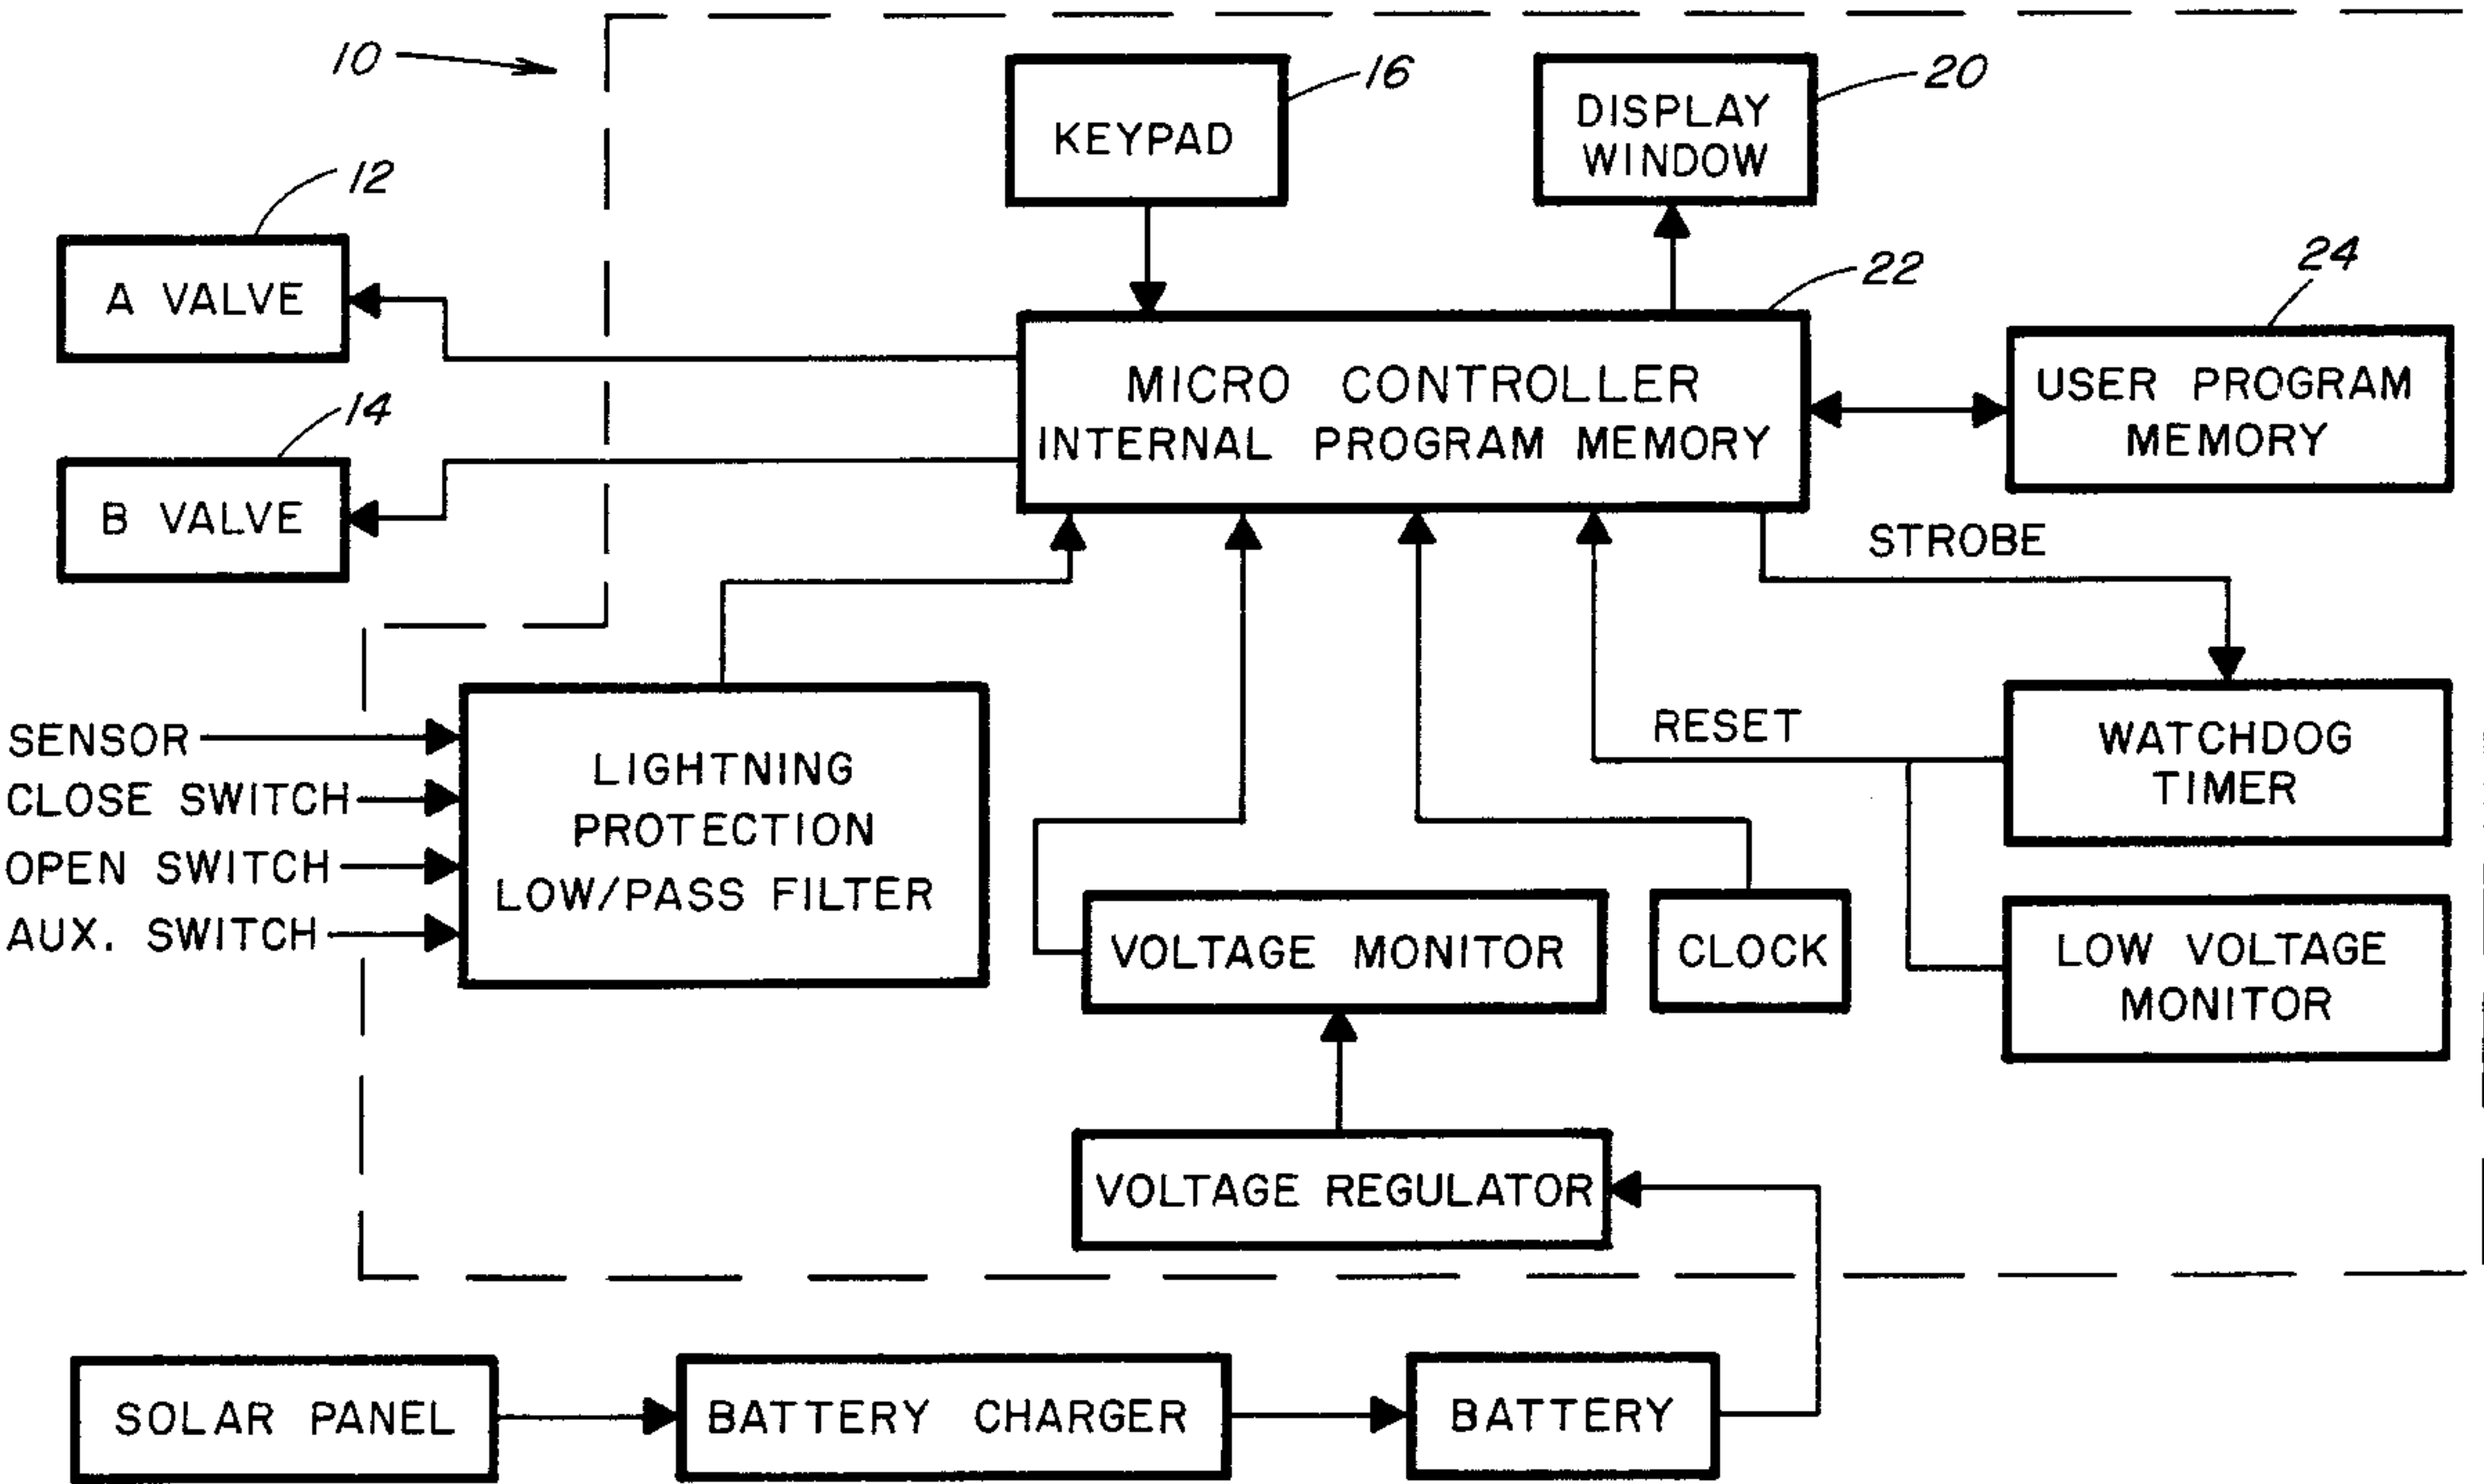 10
16
20
KEYPAD
DISPLAY
WINDOW
12
A VALVE
22
24
MICRO CONTROLLER
INTERNAL PROGRAM MEMORY
USER PROGRAM
MEMORY
14
B VALVE
STROBE
SENSOR
CLOSE SWITCH
OPEN SWITCH
AUX. SWITCH
LIGHTNING
PROTECTION
LOW/PASS FILTER
RESET
WATCHDOG
TIMER
VOLTAGE MONITOR
CLOCK
LOW VOLTAGE
MONITOR
VOLTAGE REGULATOR
SOLAR PANEL
BATTERY CHARGER
BATTERY